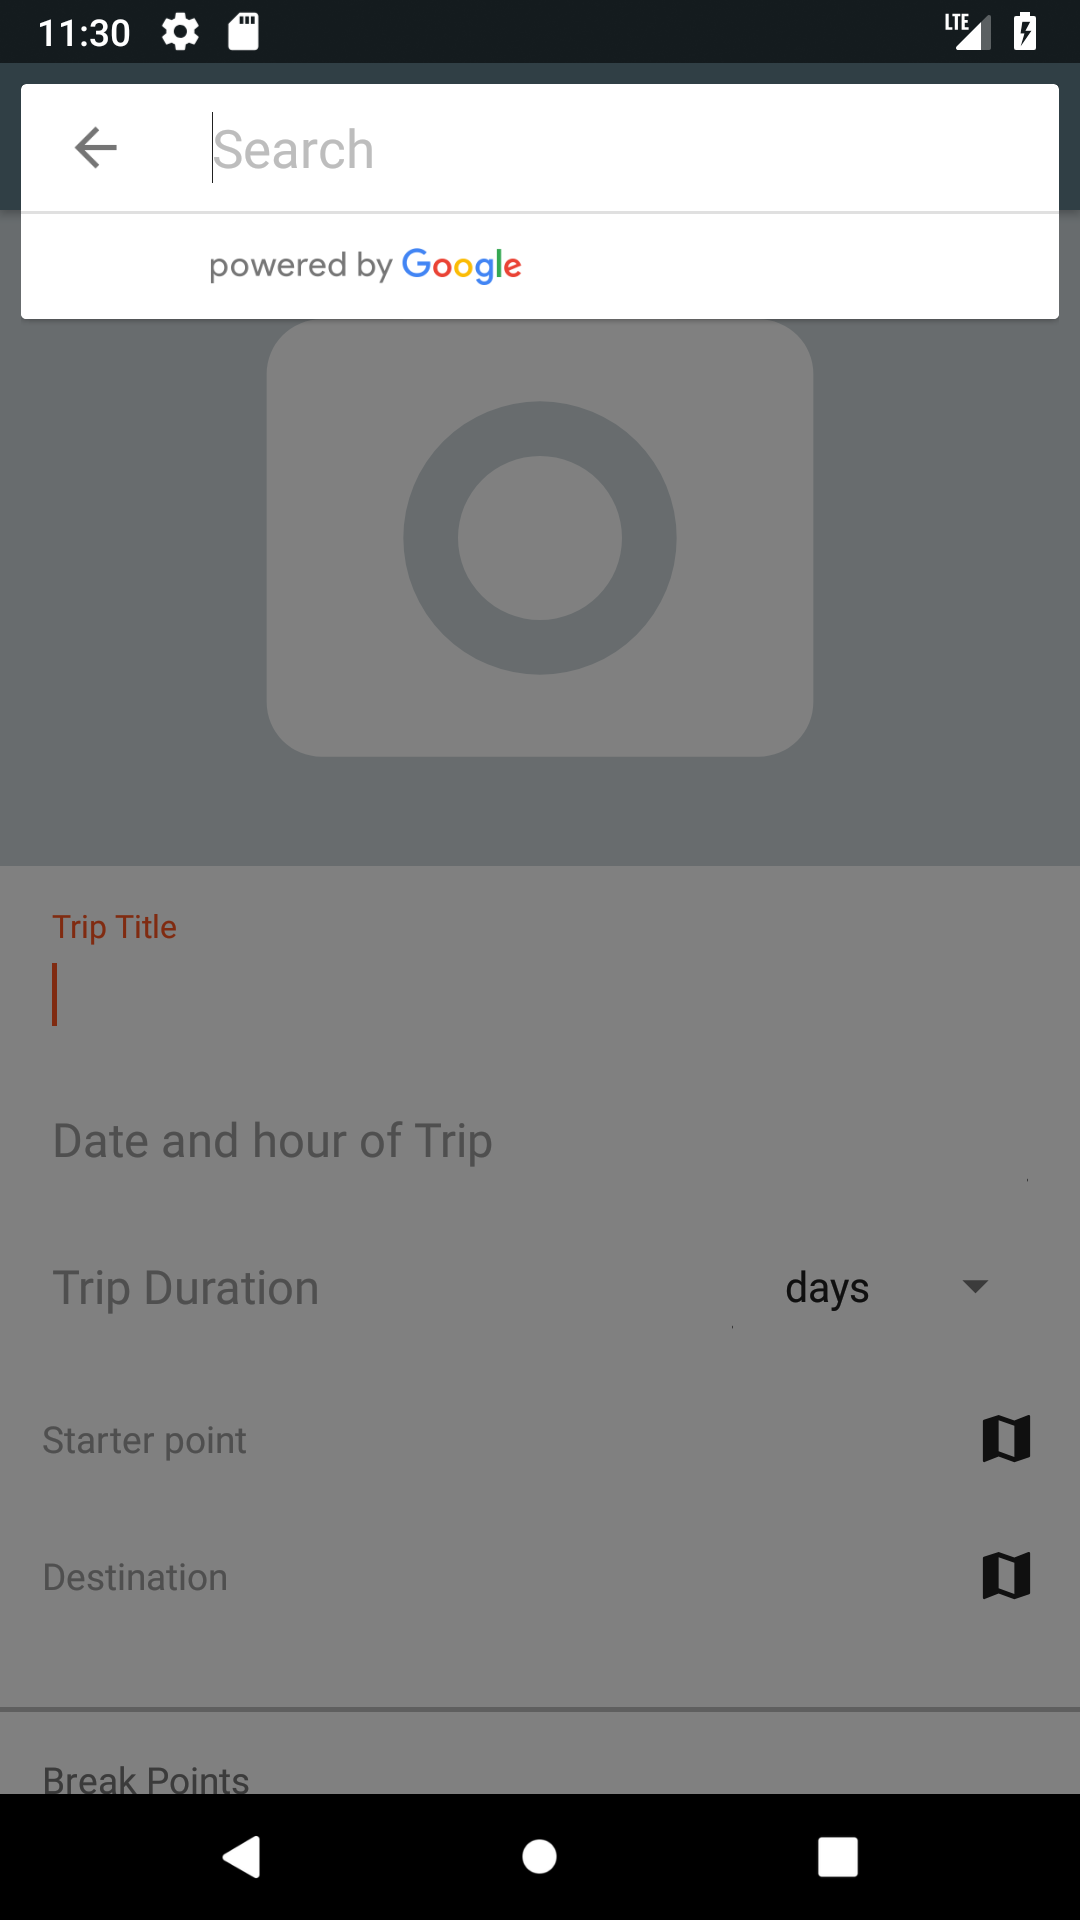 11:30 LTE
Search
powered by Google
Trip Title
Date and hour of Trip
Trip Duration days
Starter point
Destination
Break Points